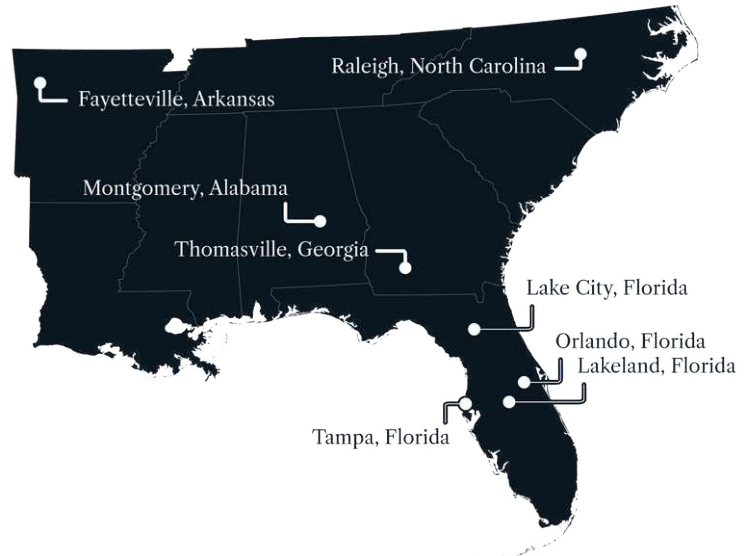 Raleigh, North Carolina
Fayetteville, Arkansas
Montgomery, Alabama
Thomasville, Georgia
Lake City, Florida
Orlando, Florida
Lakeland, Florida
Tampa, Florida